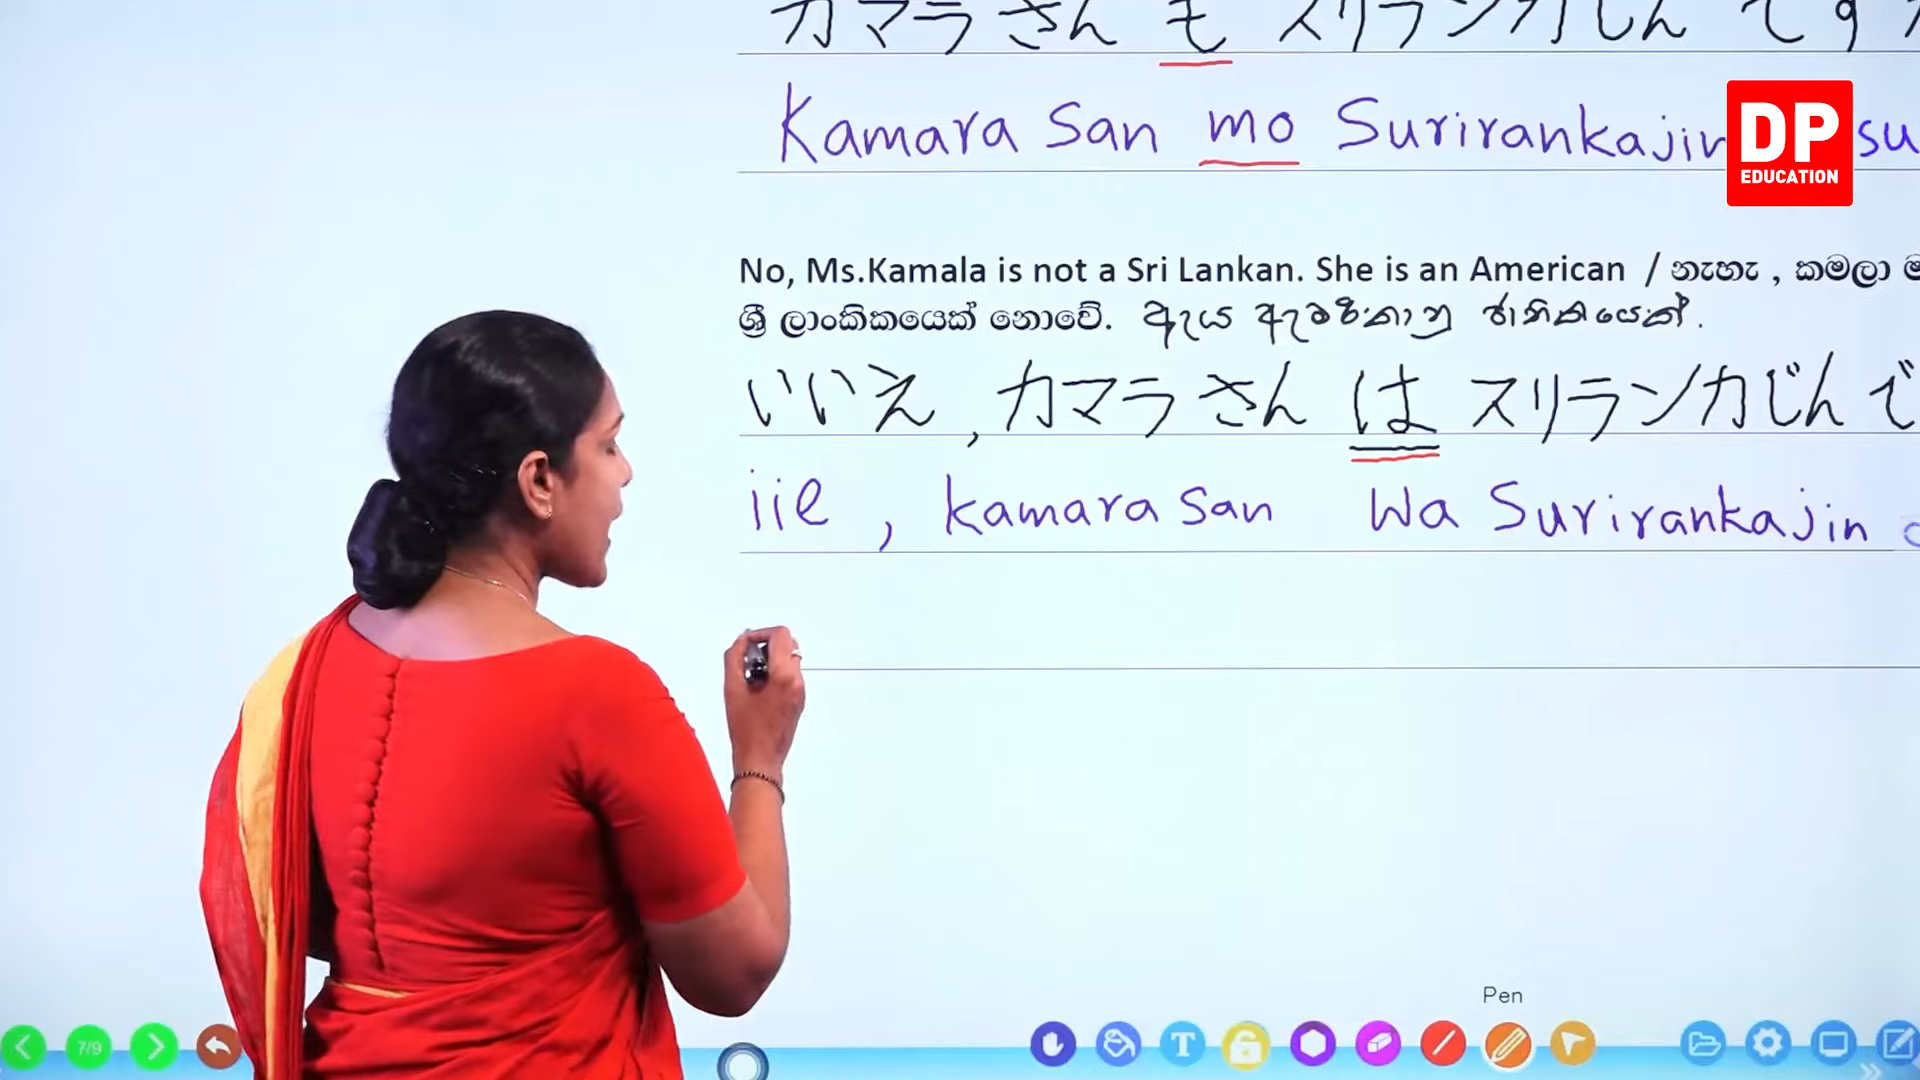 カマラさん も スリランカじん ですか
Kamara San mo Surirankajin su
DP
EDUCATION
No, Ms.Kamala is not a Sri Lankan. She is an American / නැහැ , කමලා ම
ශ්‍රී ලාංකිකයෙක් නොවේ. ඇය ඇමරිකානු ජාතිකයෙක්.
いいえ , カマラ さん は スリランカじん で
iie , kamara san wa Surirankajin
Pen
7/9
T